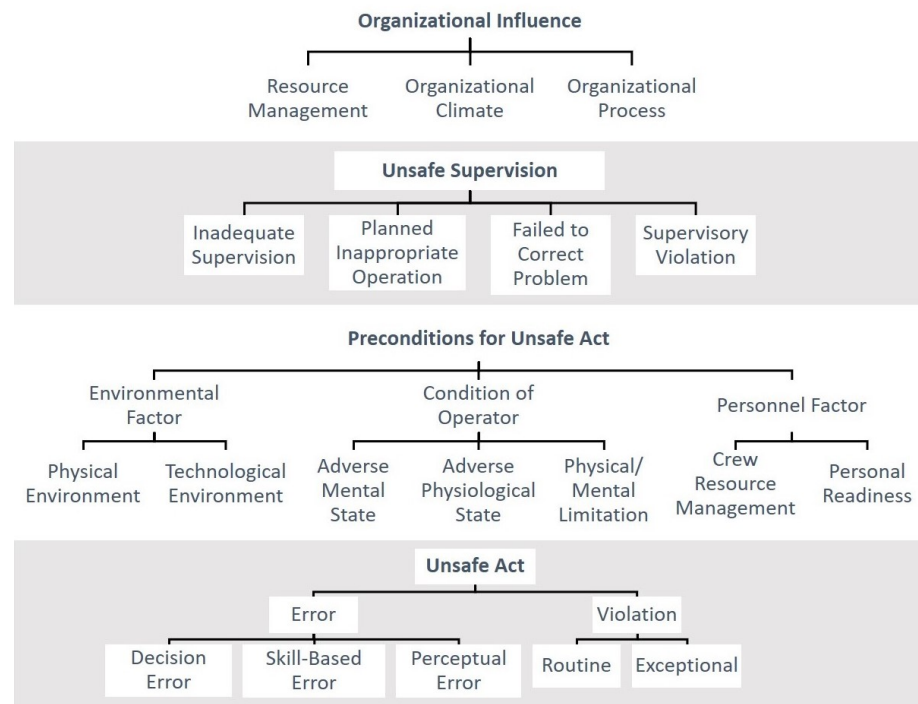 Organizational Influence
Resource
Management
Organizational
Climate
Organizational
Process
Unsafe Supervision
Inadequate
Supervision
Planned
Inappropriate
Operation
Failed to
Correct
Problem
Supervisory
Violation
Preconditions for Unsafe Act
Environmental
Factor
Condition of
Operator
Personnel Factor
Physical
Environment
Technological
Environment
Adverse
Mental
State
Adverse
Physiological
State
Physical/
Mental
Limitation
Crew
Resource
Management
Personal
Readiness
Unsafe Act
Error
Violation
Decision
Error
Skill-Based
Error
Perceptual
Error
Routine
Exceptional